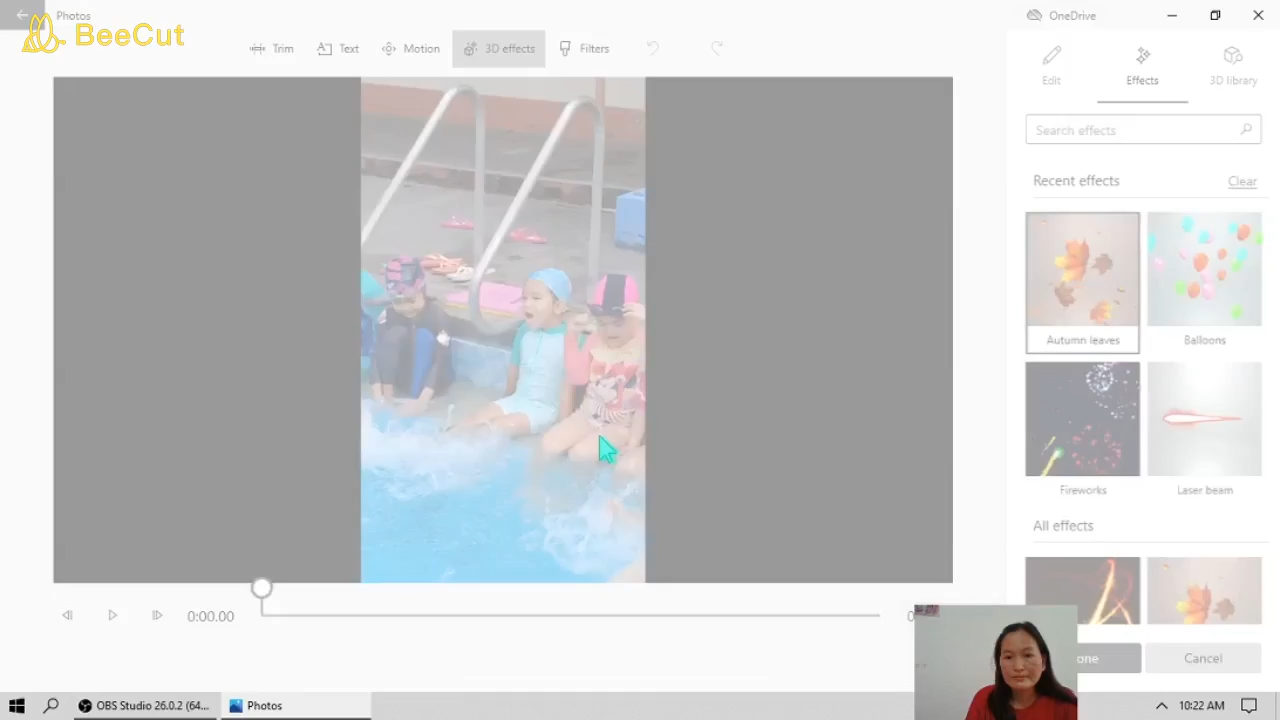 Photos
BeeCut
OneDrive
Trim
Text
Motion
3D effects
Filters
Edit
Effects
3D library
Search effects
Recent effects
Clear
Autumn leaves
Balloons
Fireworks
Laser beam
All effects
0:00.00
one
Cancel
OBS Studio 26.0.2 (64...
Photos
10:22 AM